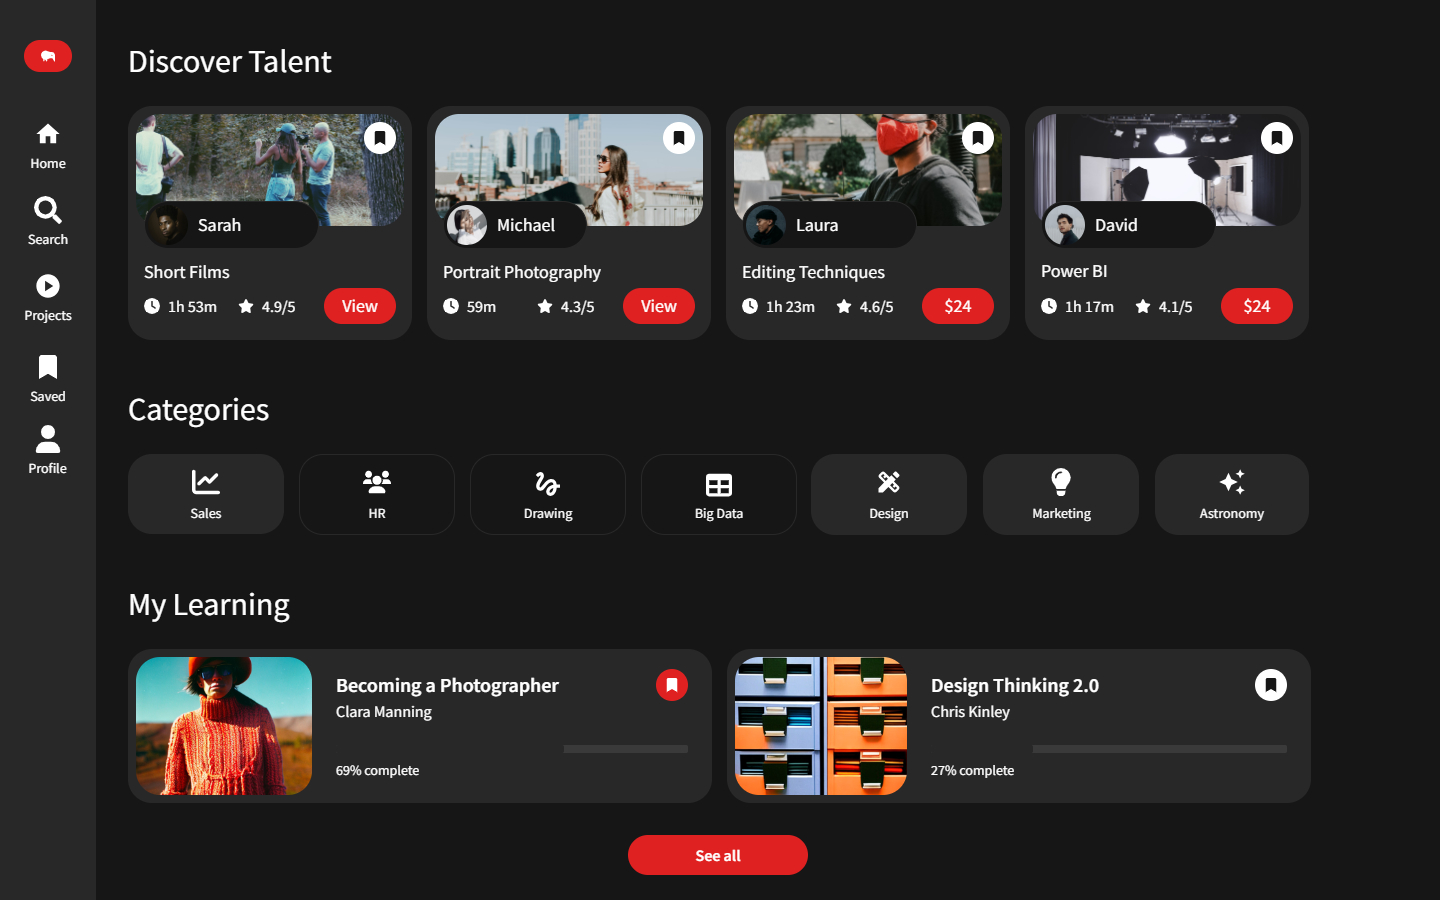 Home
Search
Projects
Saved
Profile
Discover Talent
Sarah
Short Films
1h 53m 4.9/5 View
Michael
Portrait Photography
59m 4.3/5 View
Laura
Editing Techniques
1h 23m 4.6/5 $24
David
Power BI
1h 17m 4.1/5 $24
Categories
Sales
HR
Drawing
Big Data
Design
Marketing
Astronomy
My Learning
Becoming a Photographer
Clara Manning
69% complete
Design Thinking 2.0
Chris Kinley
27% complete
See all